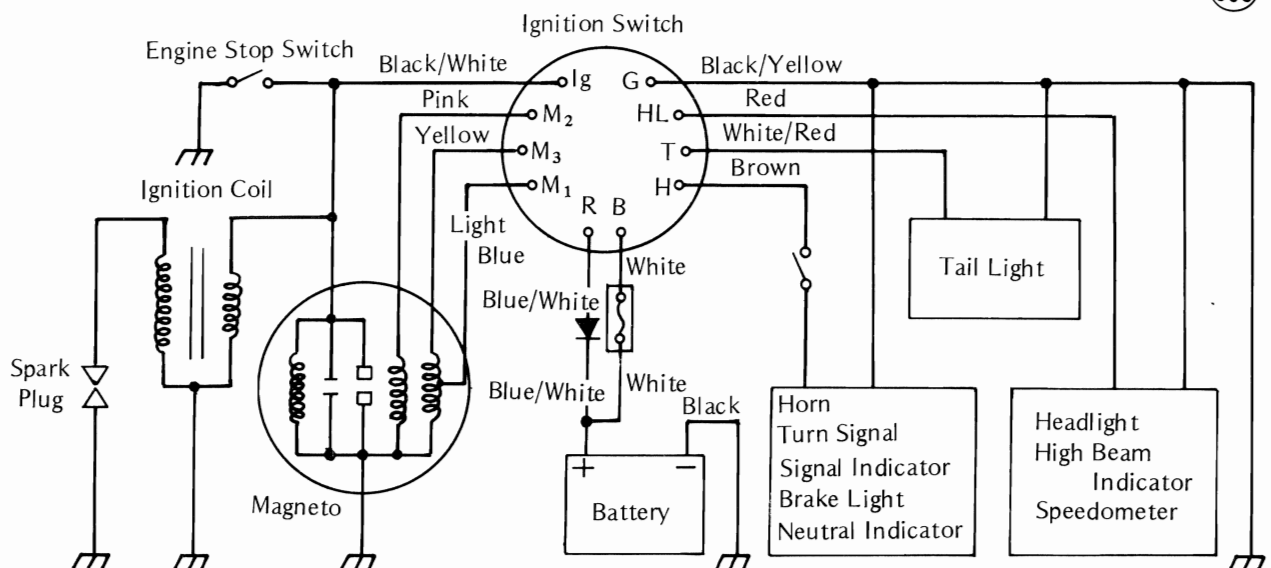 Ignition Switch
Engine Stop Switch
Black/White
Ig
G
Black/Yellow
Pink
M₂
HL
Red
Yellow
M₃
T
White/Red
Ignition Coil
M₁
H
Brown
R
B
Light
Blue
White
Tail Light
Blue/White
Spark
Plug
Blue/White
White
Black
Horn
Turn Signal
Signal Indicator
Brake Light
Neutral Indicator
Headlight
High Beam
Indicator
Speedometer
Magneto
+
−
Battery